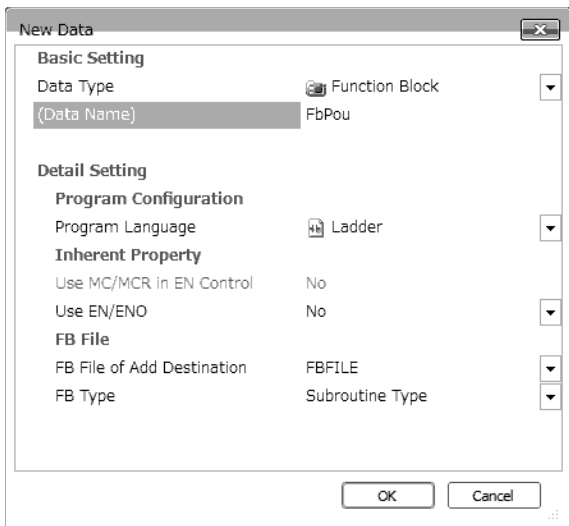 New Data
Basic Setting
Data Type Function Block
(Data Name) FbPou
Detail Setting
Program Configuration
Program Language Ladder
Inherent Property
Use MC/MCR in EN Control No
Use EN/ENO No
FB File
FB File of Add Destination FBFILE
FB Type Subroutine Type
OK Cancel